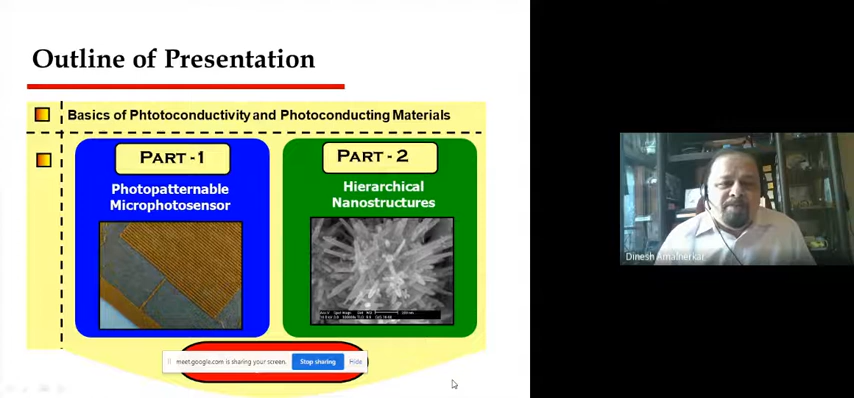 Outline of Presentation
Basics of Phtotoconductivity and Photoconducting Materials
PART -1
Photopatternable
Microphotosensor
PART -2
Hierarchical
Nanostructures
meet.google.com is sharing your screen.
Stop sharing
Hide
Dinesh Amalnerkar